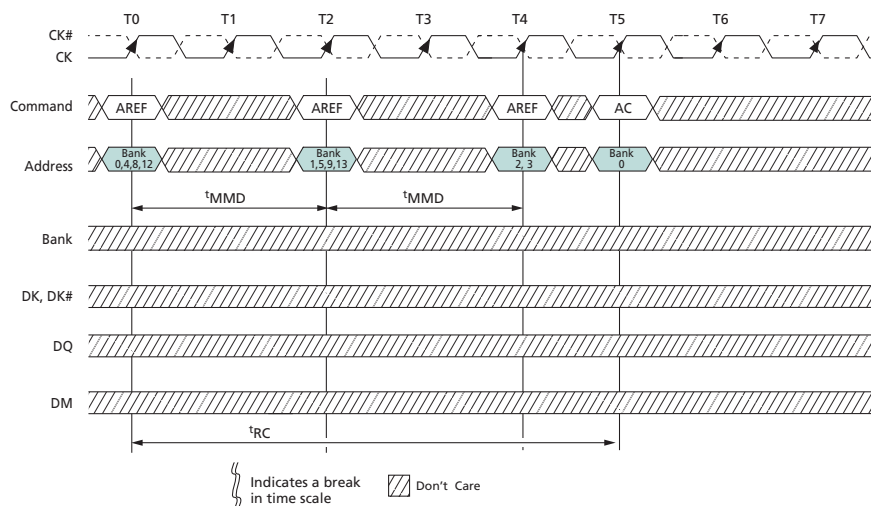 T0 T1 T2 T3 T4 T5 T6 T7
CK#
CK
Command AREF AREF AREF AC
Address Bank 0,4,8,12 Bank 1,5,9,13 Bank 2, 3 Bank 0
tMMD tMMD
Bank
DK, DK#
DQ
DM
tRC
Indicates a break
in time scale
Don't Care